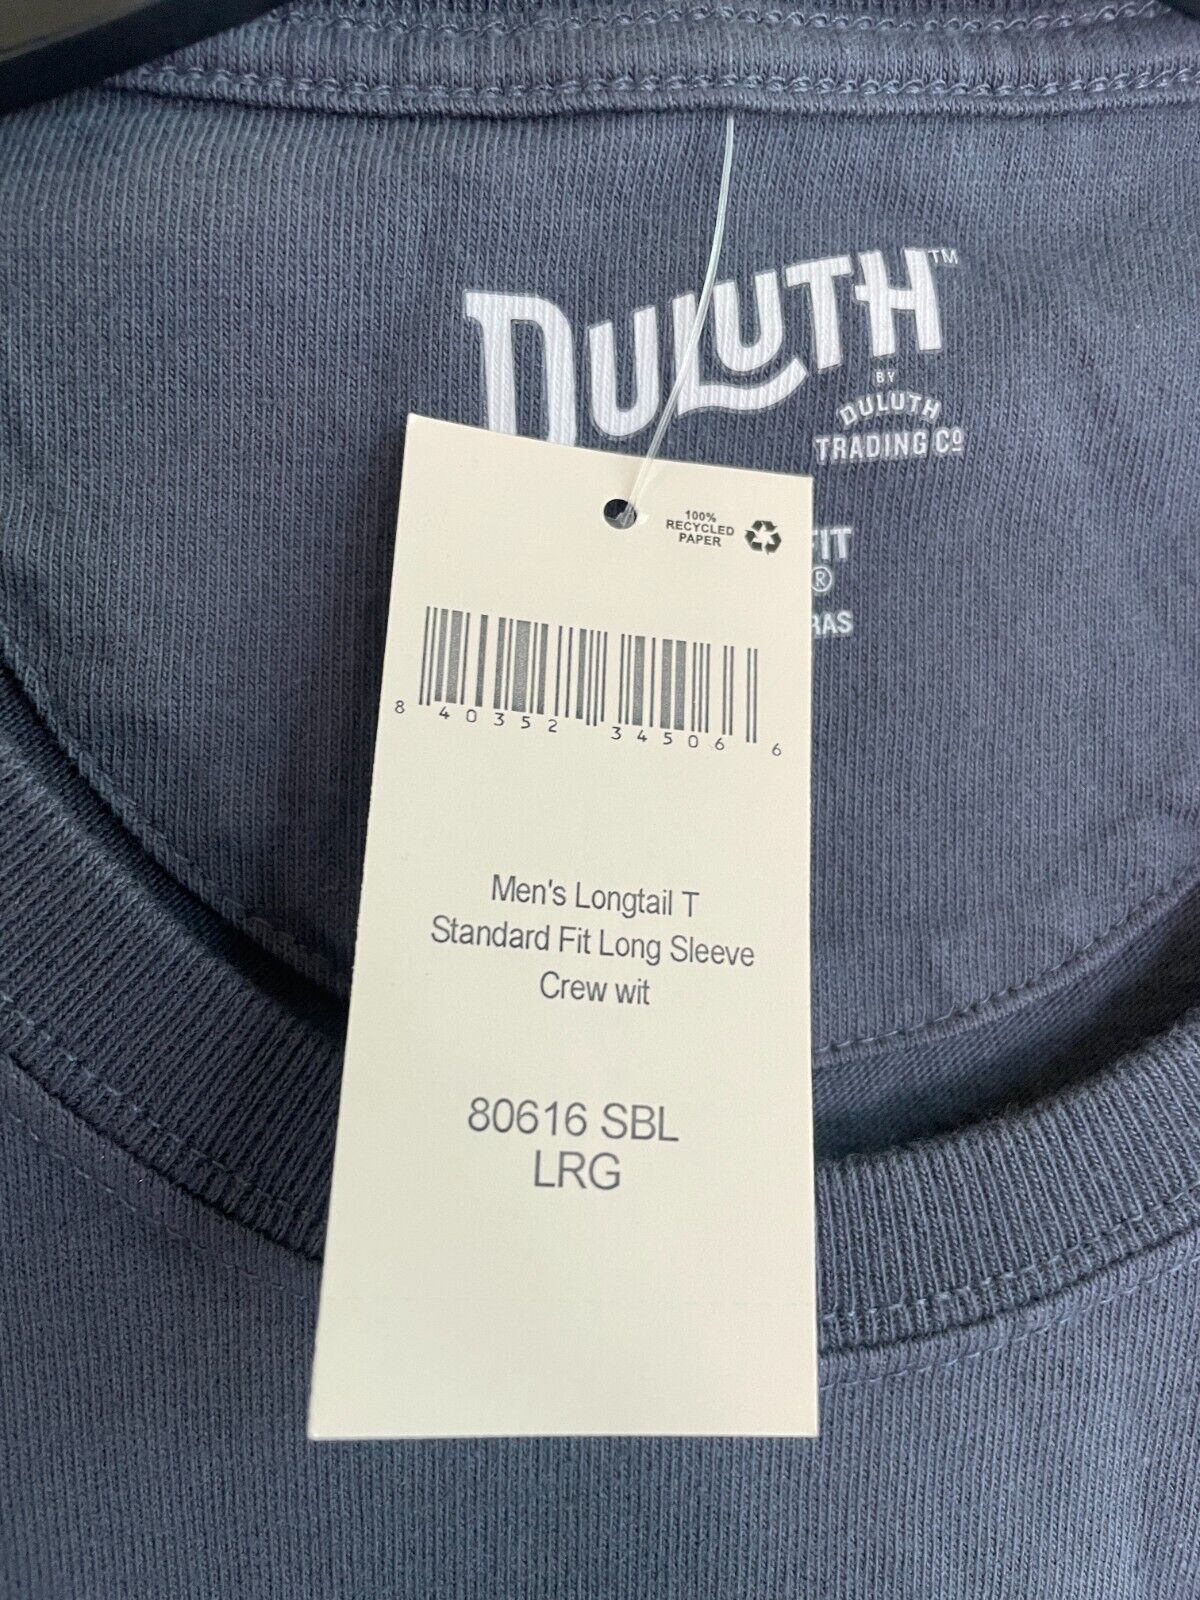 DULUTH™
BY
DULUTH
TRADING CO
100%
RECYCLED
PAPER
FIT
®
8 40352 34506 6
Men's Longtail T
Standard Fit Long Sleeve
Crew wit
80616 SBL
LRG